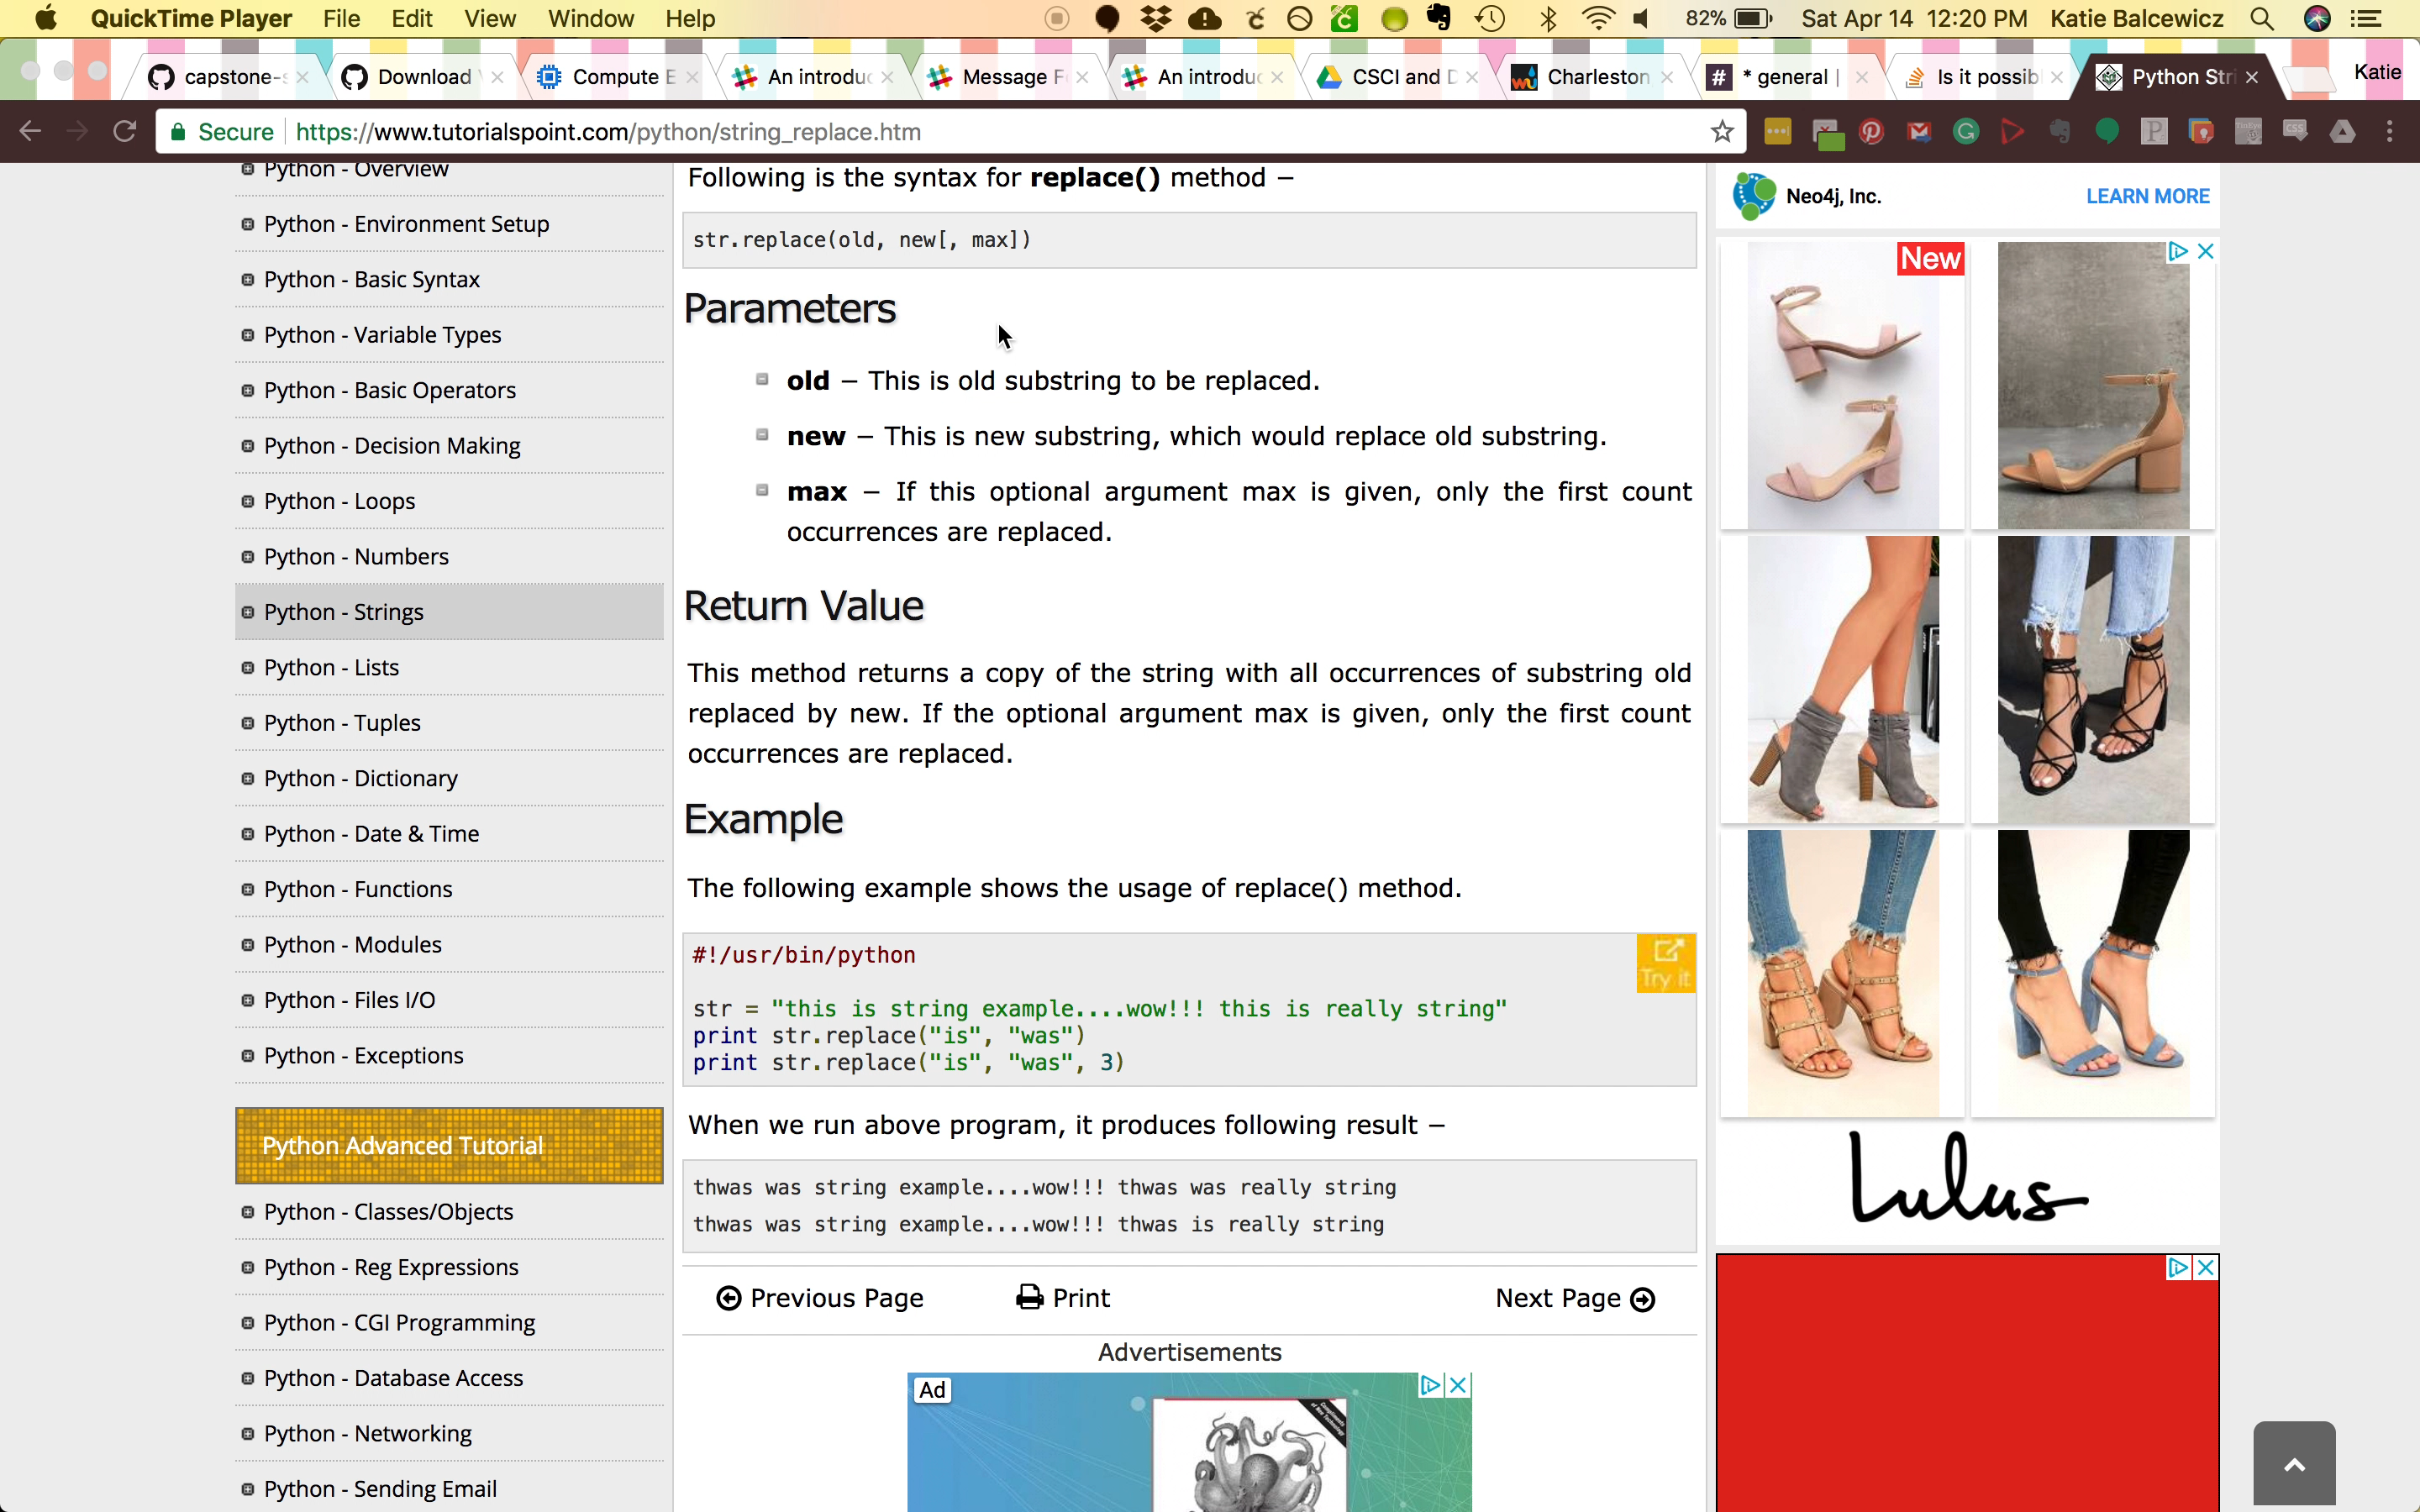 QuickTime Player File Edit View Window Help 82% Sat Apr 14 12:20 PM Katie Balcewicz
capstone-s Download Compute E An introduc Message F An introduc CSCI and D Charleston * general | Is it possib Python Stri Katie
Secure https://www.tutorialspoint.com/python/string_replace.htm
Python - Overview
Python - Environment Setup
Python - Basic Syntax
Python - Variable Types
Python - Basic Operators
Python - Decision Making
Python - Loops
Python - Numbers
Python - Strings
Python - Lists
Python - Tuples
Python - Dictionary
Python - Date & Time
Python - Functions
Python - Modules
Python - Files I/O
Python - Exceptions
Python Advanced Tutorial
Python - Classes/Objects
Python - Reg Expressions
Python - CGI Programming
Python - Database Access
Python - Networking
Python - Sending Email
Following is the syntax for replace() method −
str.replace(old, new[, max])
Parameters
old − This is old substring to be replaced.
new − This is new substring, which would replace old substring.
max − If this optional argument max is given, only the first count
occurrences are replaced.
Return Value
This method returns a copy of the string with all occurrences of substring old
replaced by new. If the optional argument max is given, only the first count
occurrences are replaced.
Example
The following example shows the usage of replace() method.
#!/usr/bin/python
Try it
str = "this is string example....wow!!! this is really string"
print str.replace("is", "was")
print str.replace("is", "was", 3)
When we run above program, it produces following result −
thwas was string example....wow!!! thwas was really string
thwas was string example....wow!!! thwas is really string
Previous Page Print Next Page
Advertisements
Ad
Neo4j, Inc. LEARN MORE
New
Lulus